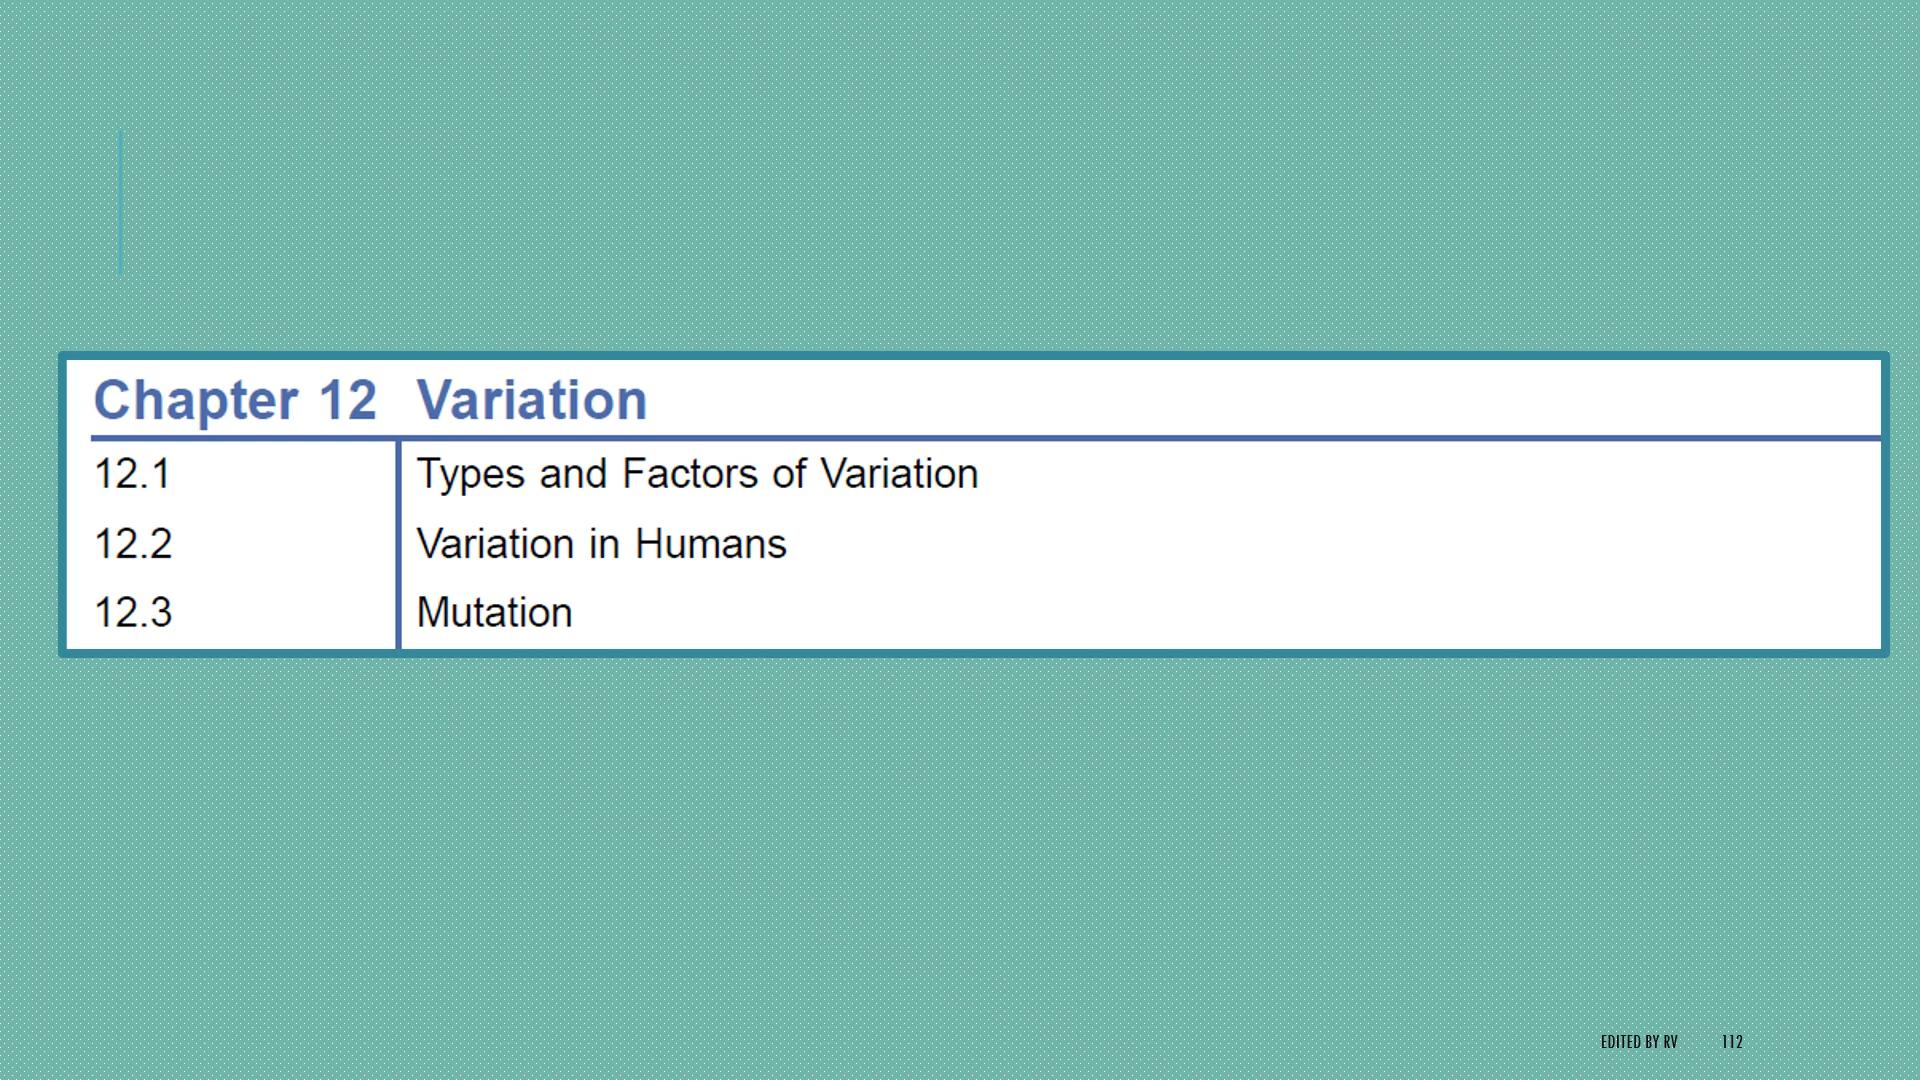 Chapter 12 Variation
12.1 Types and Factors of Variation
12.2 Variation in Humans
12.3 Mutation
EDITED BY RV 112